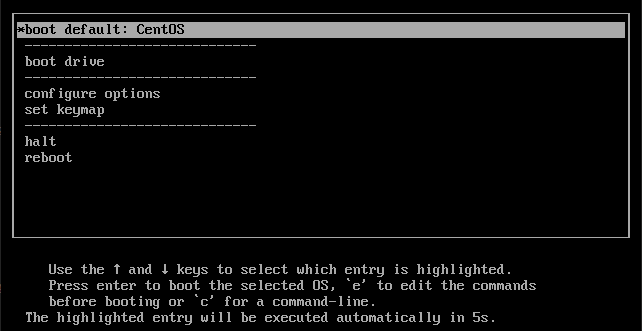 *boot default: CentOS
-----------------------------
boot drive
-----------------------------
configure options
set keymap
-----------------------------
halt
reboot
Use the ↑ and ↓ keys to select which entry is highlighted.
Press enter to boot the selected OS, `e' to edit the commands
before booting or `c' for a command-line.
The highlighted entry will be executed automatically in 5s.